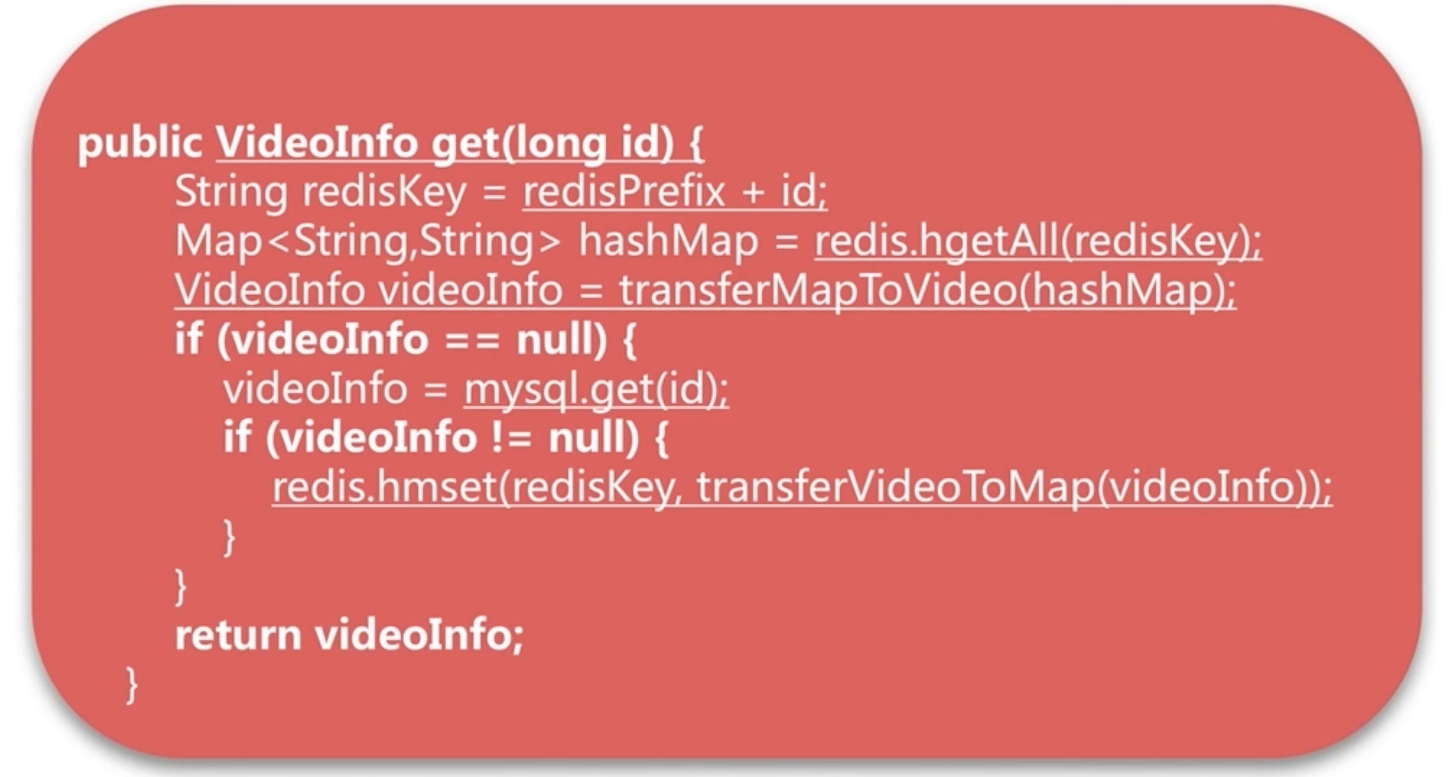 public VideoInfo get(long id) {
String redisKey = redisPrefix + id;
Map<String,String> hashMap = redis.hgetAll(redisKey);
VideoInfo videoInfo = transferMapToVideo(hashMap);
if (videoInfo == null) {
videoInfo = mysql.get(id);
if (videoInfo != null) {
redis.hmset(redisKey, transferVideoToMap(videoInfo));
}
}
return videoInfo;
}